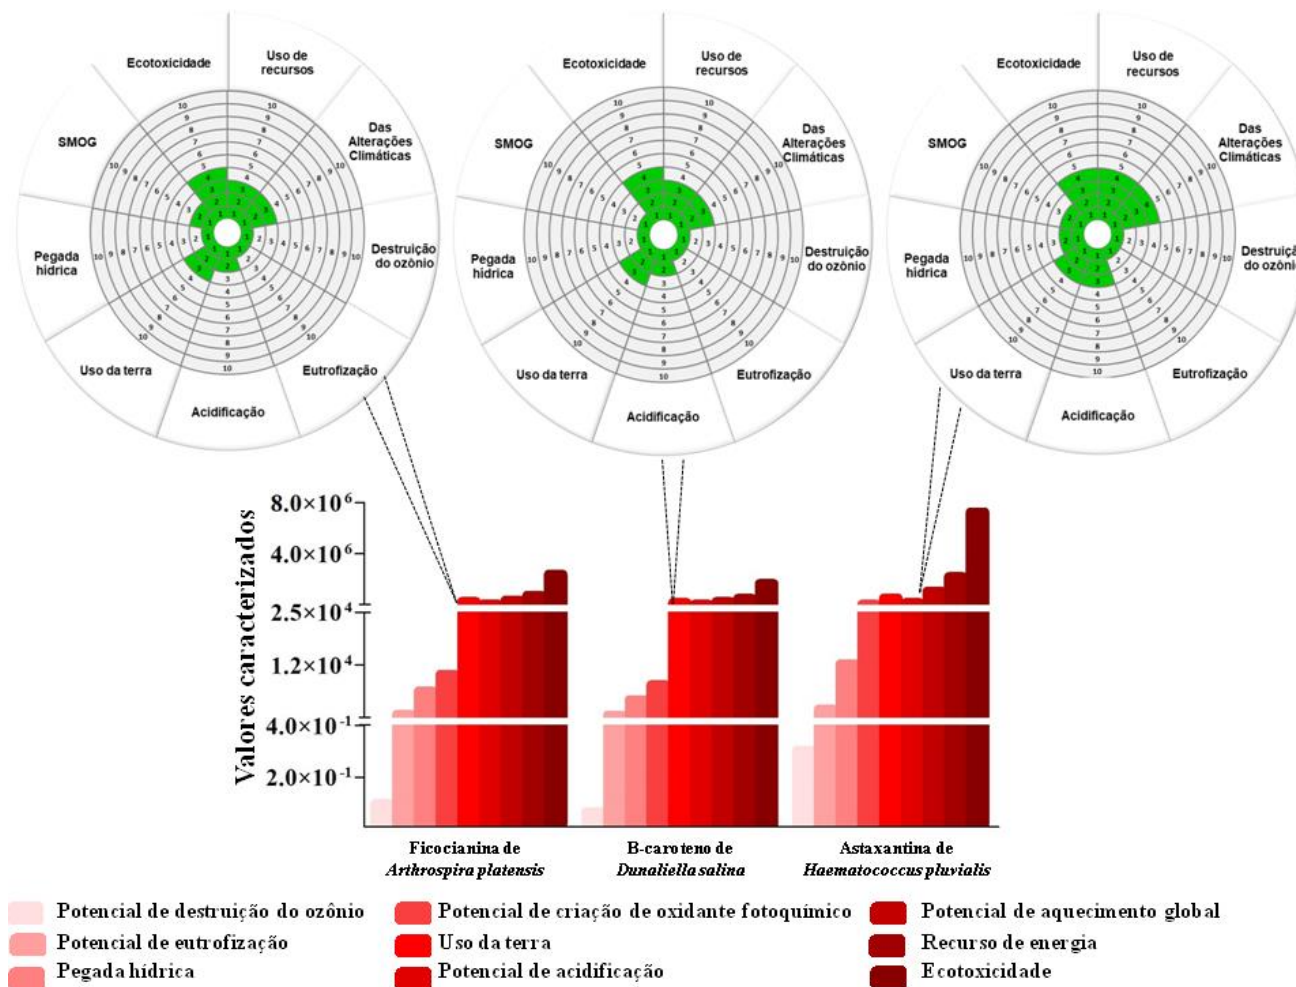 Ecotoxicidade
Uso de
recursos
SMOG
Das
Alterações
Climáticas
Pegada
hídrica
Destruição
do ozônio
Uso da terra
Acidificação
Eutrofização
Ecotoxicidade
Uso de
recursos
SMOG
Das
Alterações
Climáticas
Pegada
hídrica
Destruição
do ozônio
Uso da terra
Acidificação
Eutrofização
Ecotoxicidade
Uso de
recursos
SMOG
Das
Alterações
Climáticas
Pegada
hídrica
Destruição
do ozônio
Uso da terra
Acidificação
Eutrofização
Valores caracterizados
8.0×10⁶
4.0×10⁶
2.5×10⁴
1.2×10⁴
4.0×10⁻¹
2.0×10⁻¹
Ficocianina de
Arthrospira platensis
B-caroteno de
Dunaliella salina
Astaxantina de
Haematococcus pluvialis
Potencial de destruição do ozônio
Potencial de criação de oxidante fotoquímico
Potencial de aquecimento global
Potencial de eutrofização
Uso da terra
Recurso de energia
Pegada hídrica
Potencial de acidificação
Ecotoxicidade